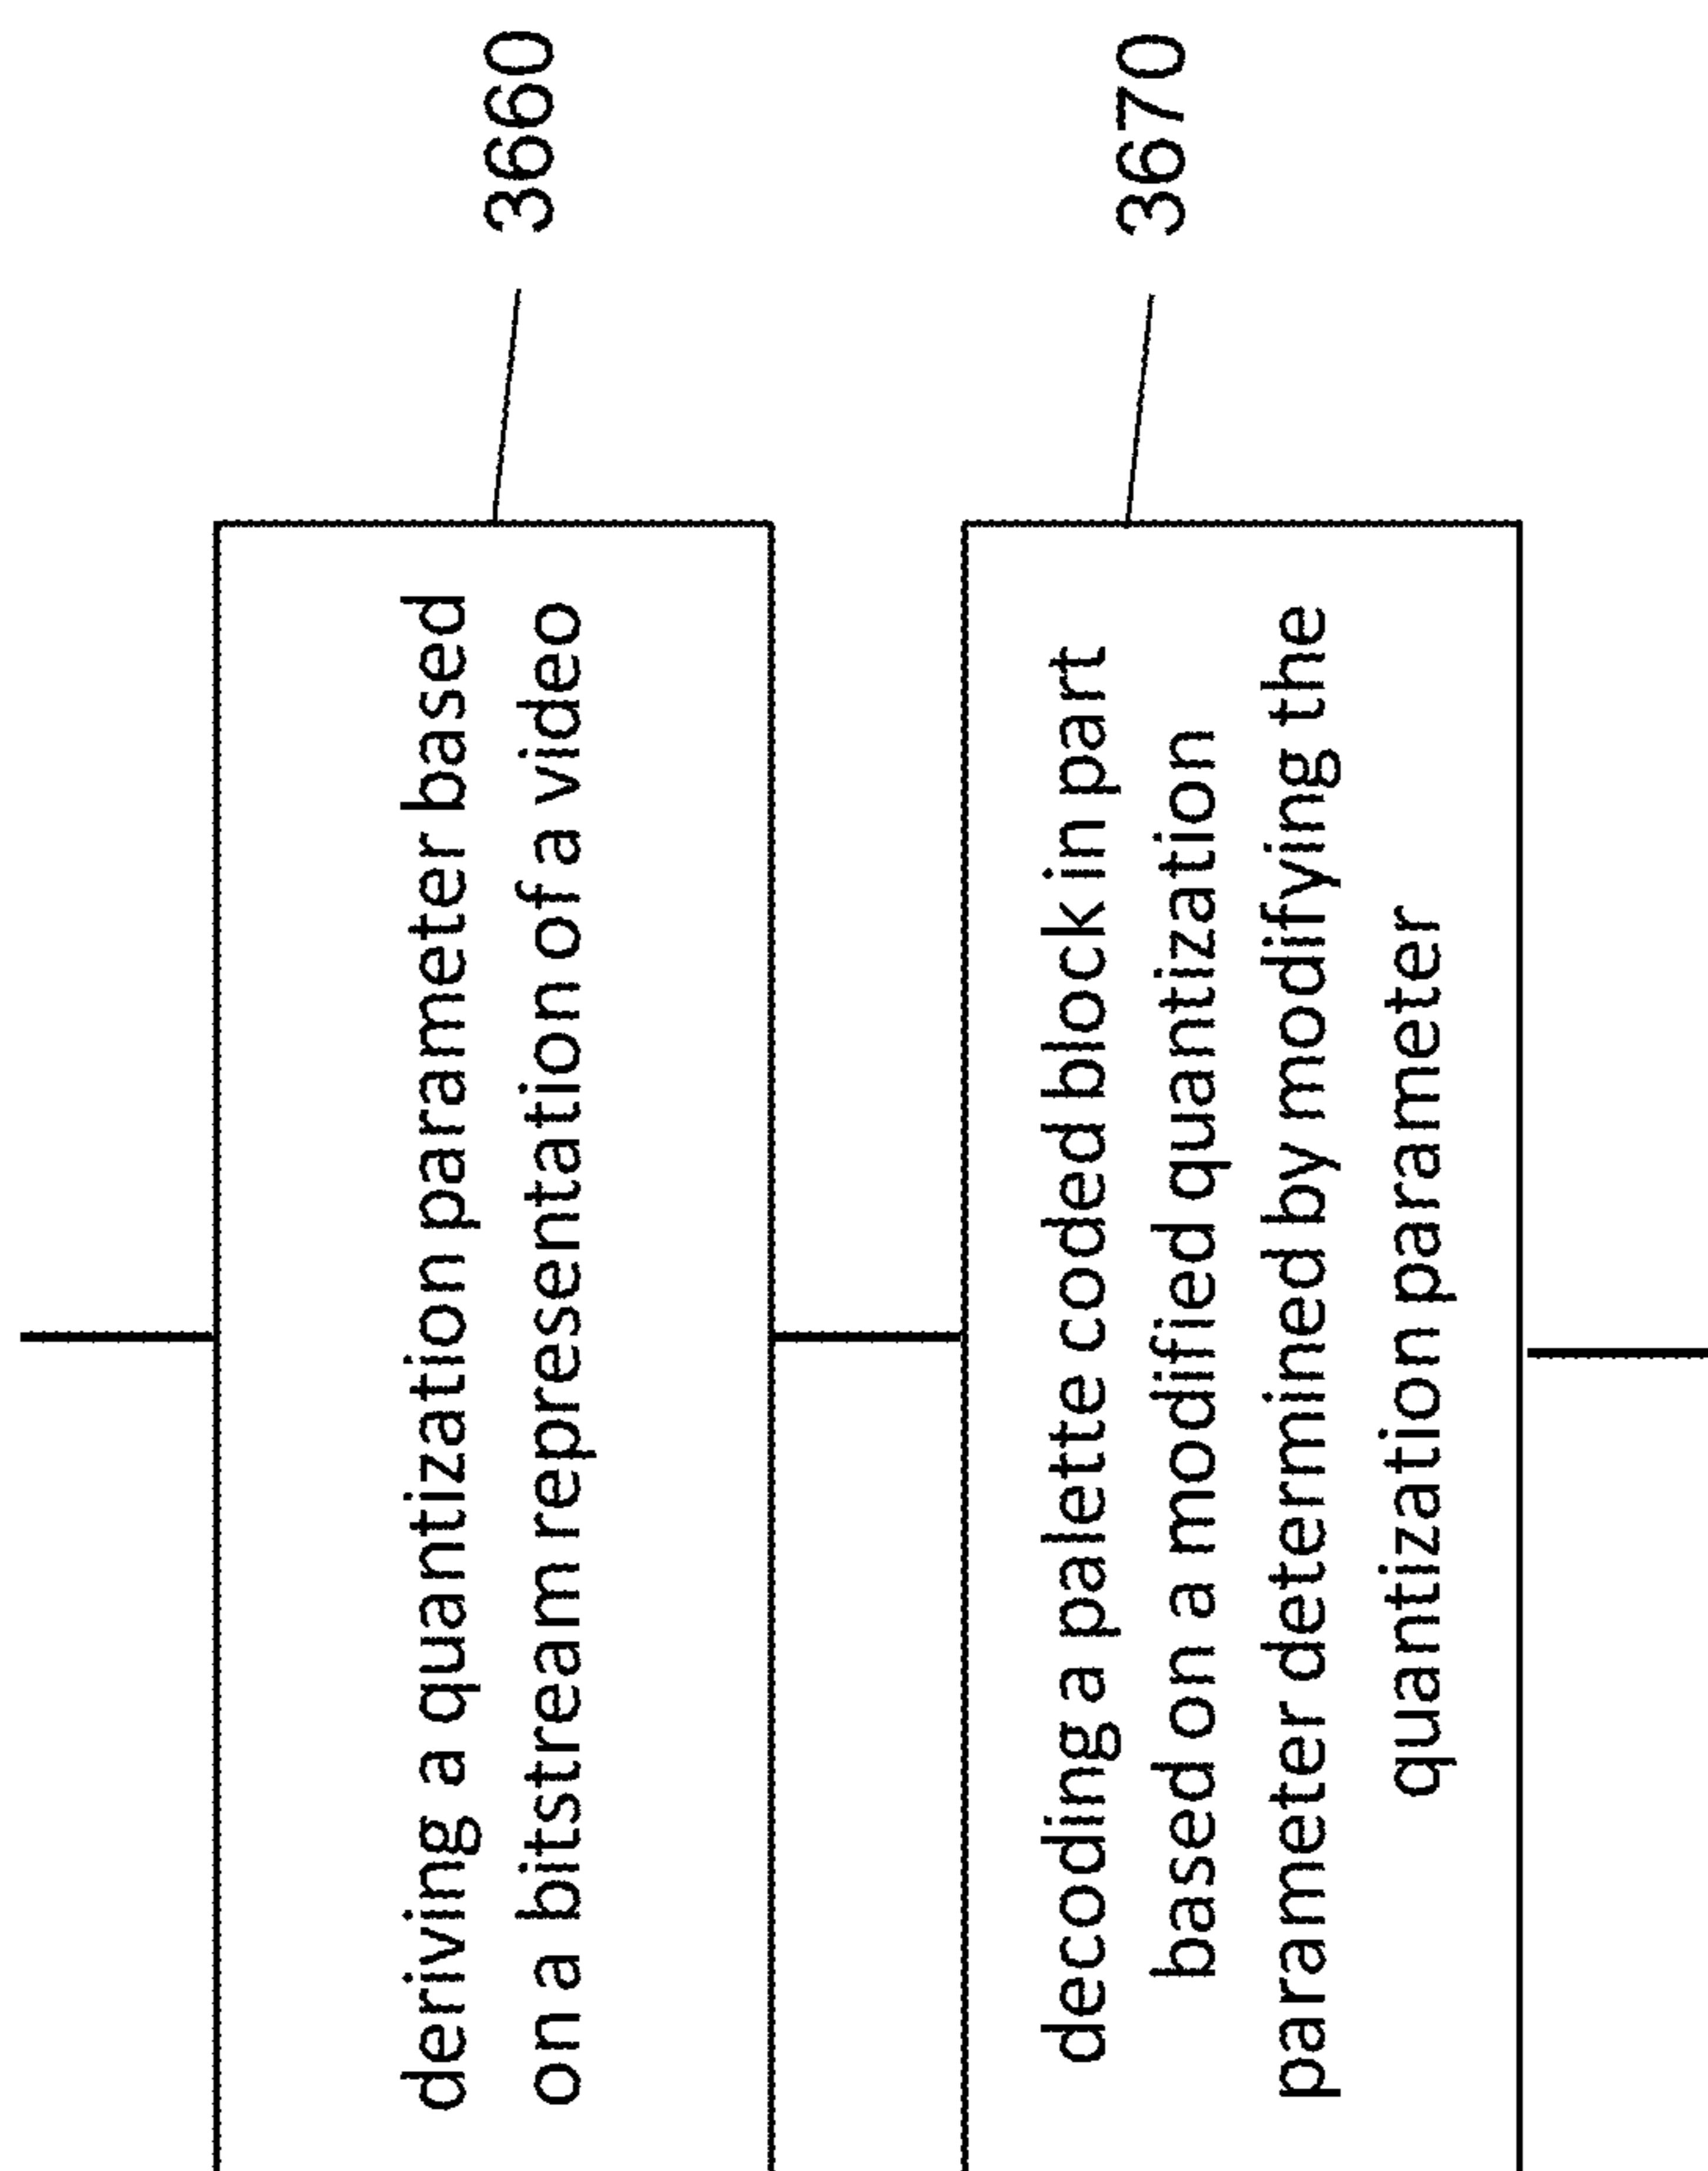 deriving a quantization parameter based
on a bitstream representation of a video
3660
decoding a palette coded block in part
based on a modified quantization
parameter determined by modifying the
quantization parameter
3670